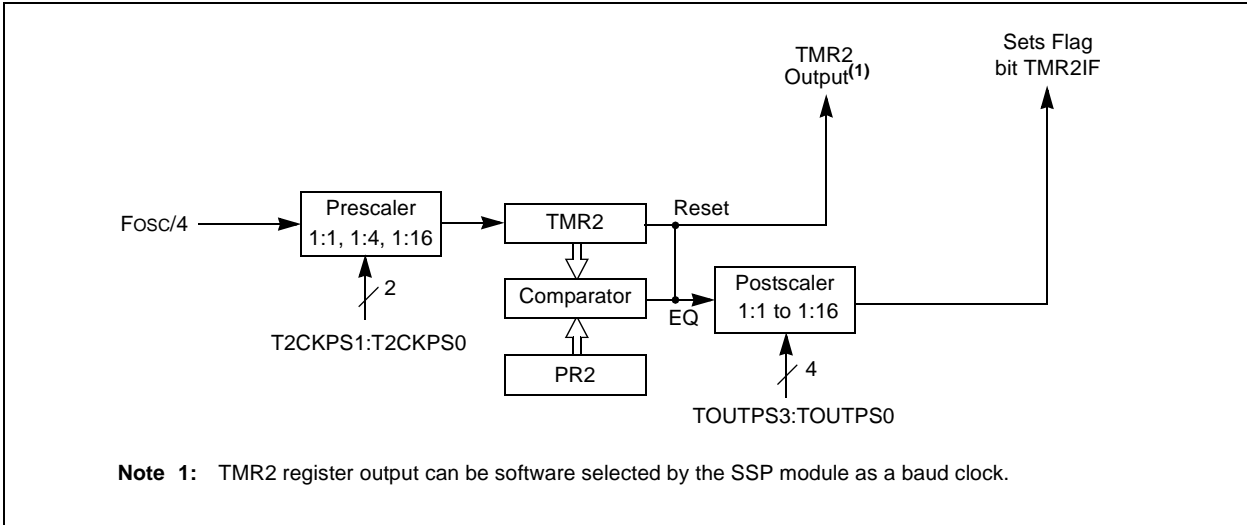 TMR2
Output(1)
Sets Flag
bit TMR2IF
FOSC/4
Prescaler
1:1, 1:4, 1:16
2
T2CKPS1:T2CKPS0
TMR2
Reset
Comparator
EQ
PR2
Postscaler
1:1 to 1:16
4
TOUTPS3:TOUTPS0
Note 1: TMR2 register output can be software selected by the SSP module as a baud clock.